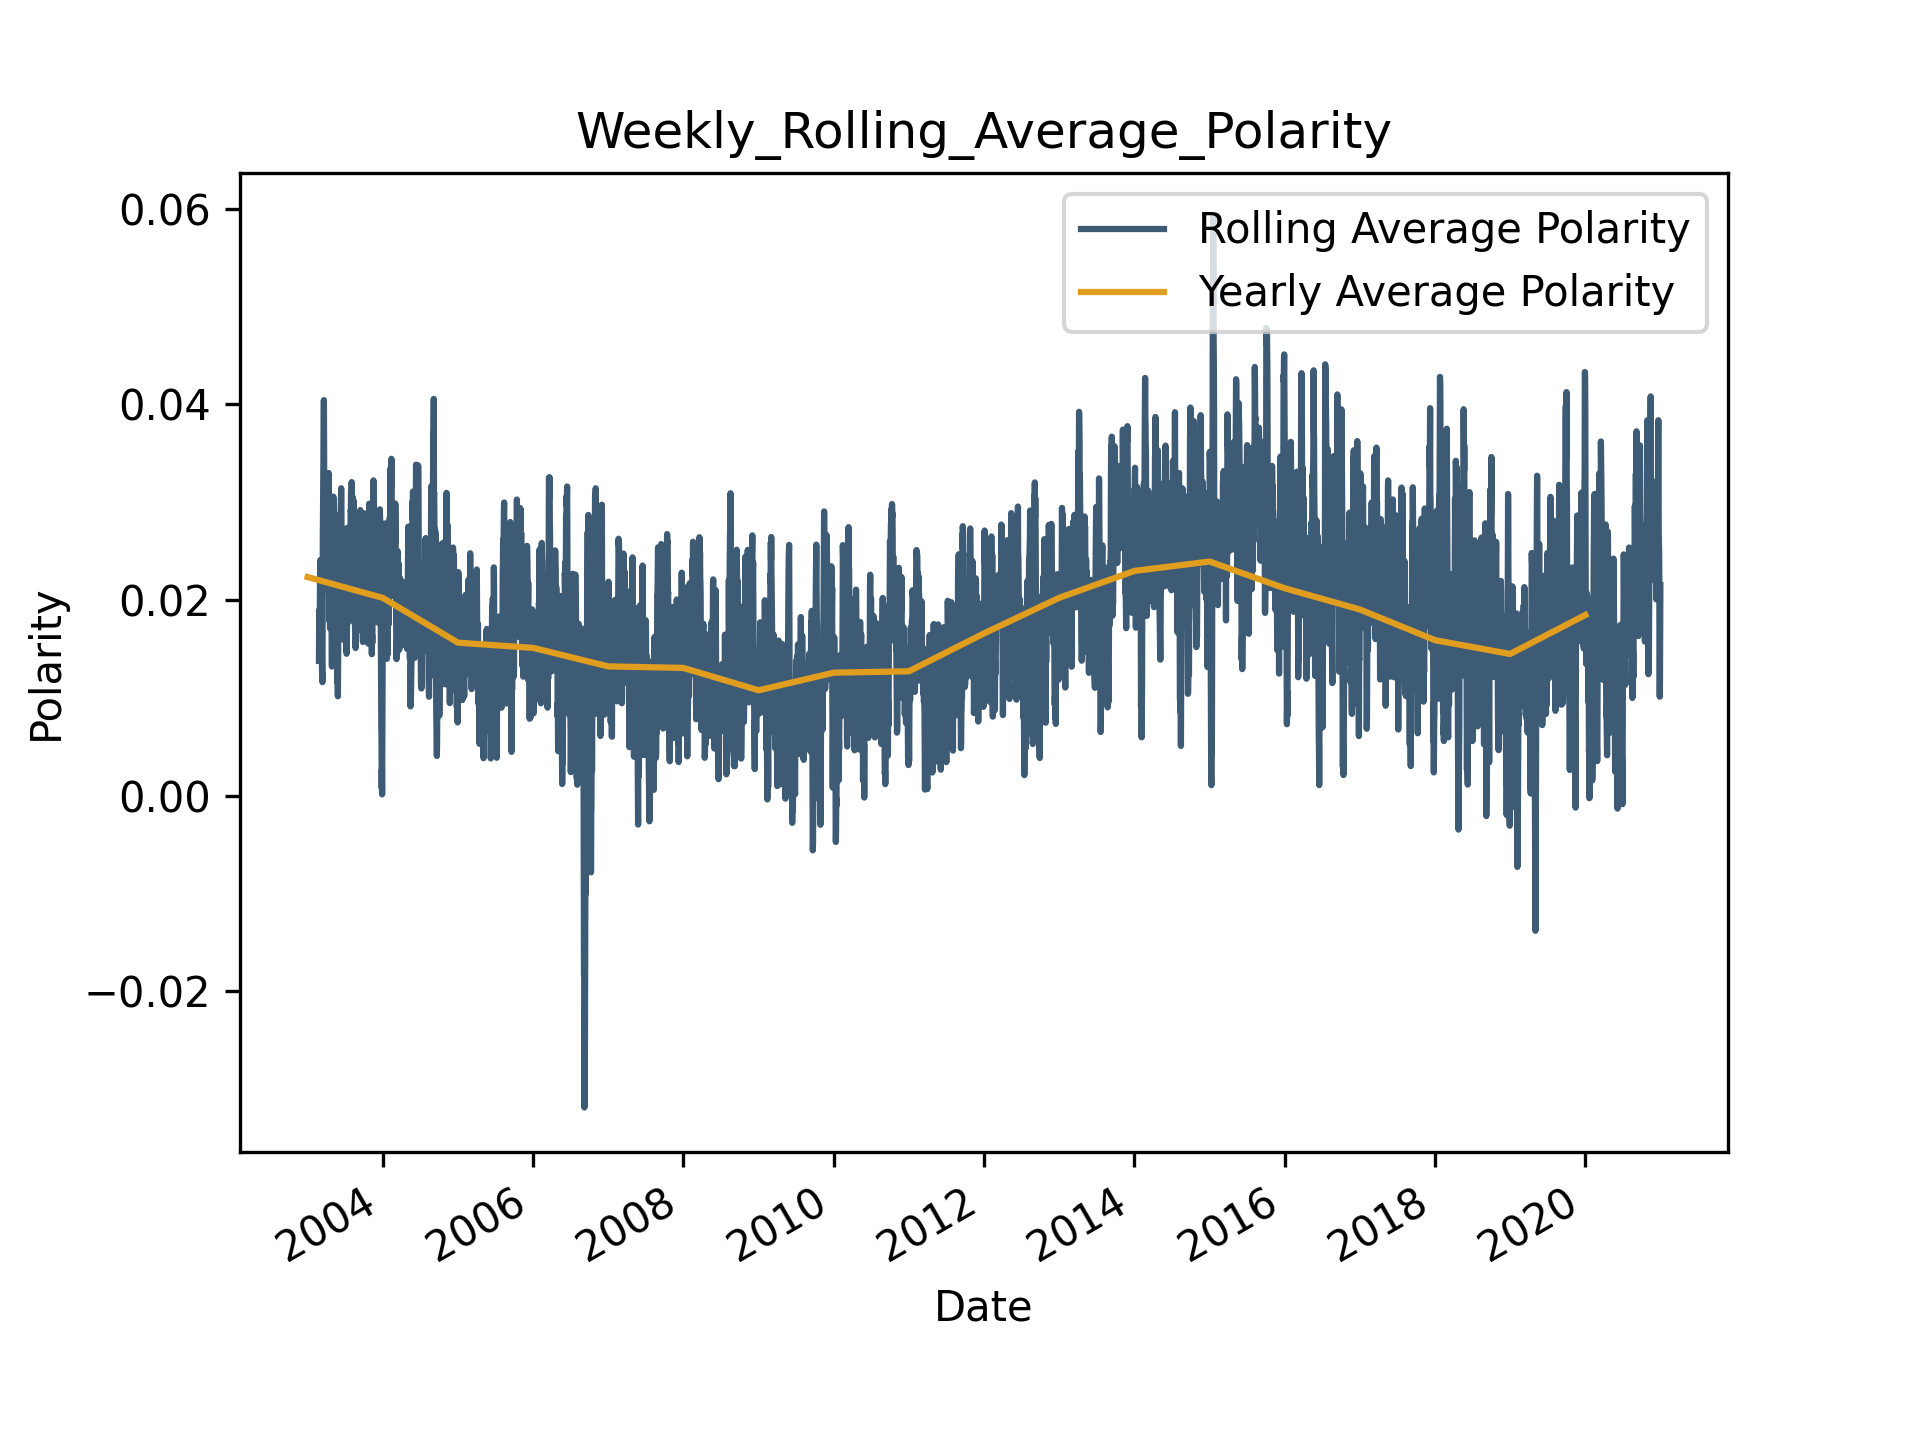 Weekly_Rolling_Average_Polarity
Rolling Average Polarity
Yearly Average Polarity
0.06
0.04
0.02
0.00
−0.02
Polarity
2004 2006 2008 2010 2012 2014 2016 2018 2020
Date